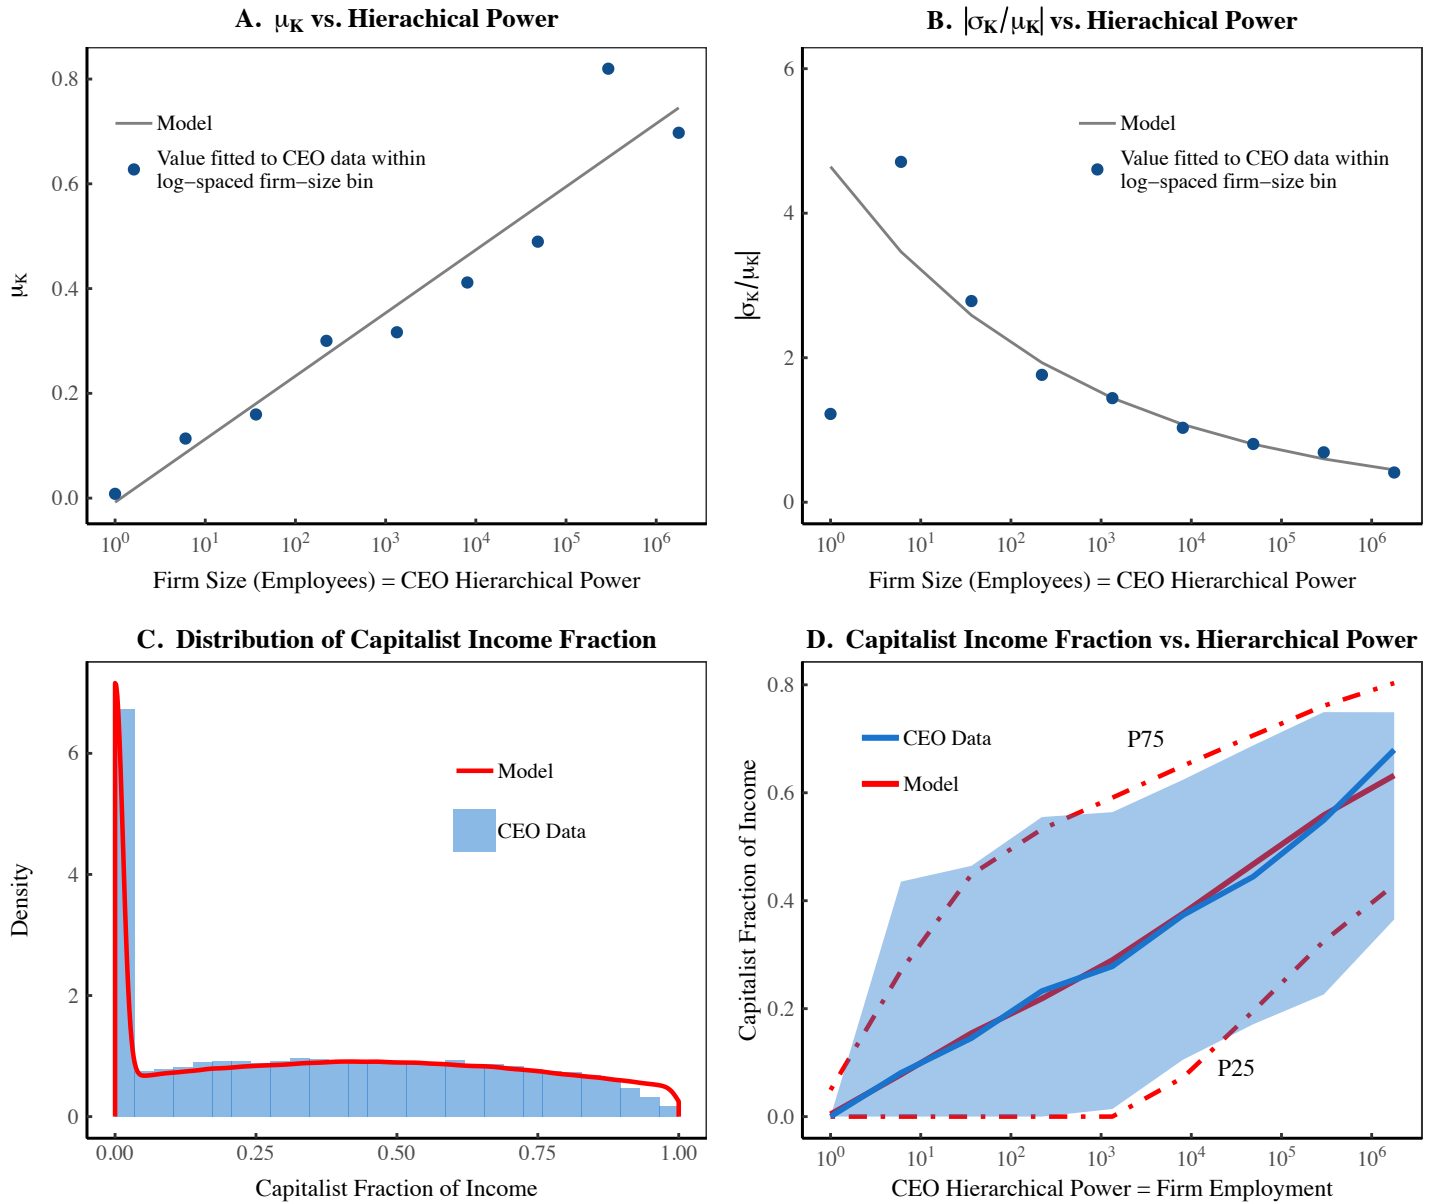 A. μK vs. Hierachical Power
0.8
0.6
0.4
0.2
0.0
μK
Model
Value fitted to CEO data within
log−spaced firm−size bin
10^0 10^1 10^2 10^3 10^4 10^5 10^6
Firm Size (Employees) = CEO Hierarchical Power
B. |σK/μK| vs. Hierachical Power
6
4
2
0
|σK/μK|
Model
Value fitted to CEO data within
log−spaced firm−size bin
10^0 10^1 10^2 10^3 10^4 10^5 10^6
Firm Size (Employees) = CEO Hierarchical Power
C. Distribution of Capitalist Income Fraction
6
4
2
0
Density
Model
CEO Data
0.00 0.25 0.50 0.75 1.00
Capitalist Fraction of Income
D. Capitalist Income Fraction vs. Hierarchical Power
0.8
0.6
0.4
0.2
0.0
Capitalist Fraction of Income
CEO Data
Model
P75
P25
10^0 10^1 10^2 10^3 10^4 10^5 10^6
CEO Hierarchical Power = Firm Employment